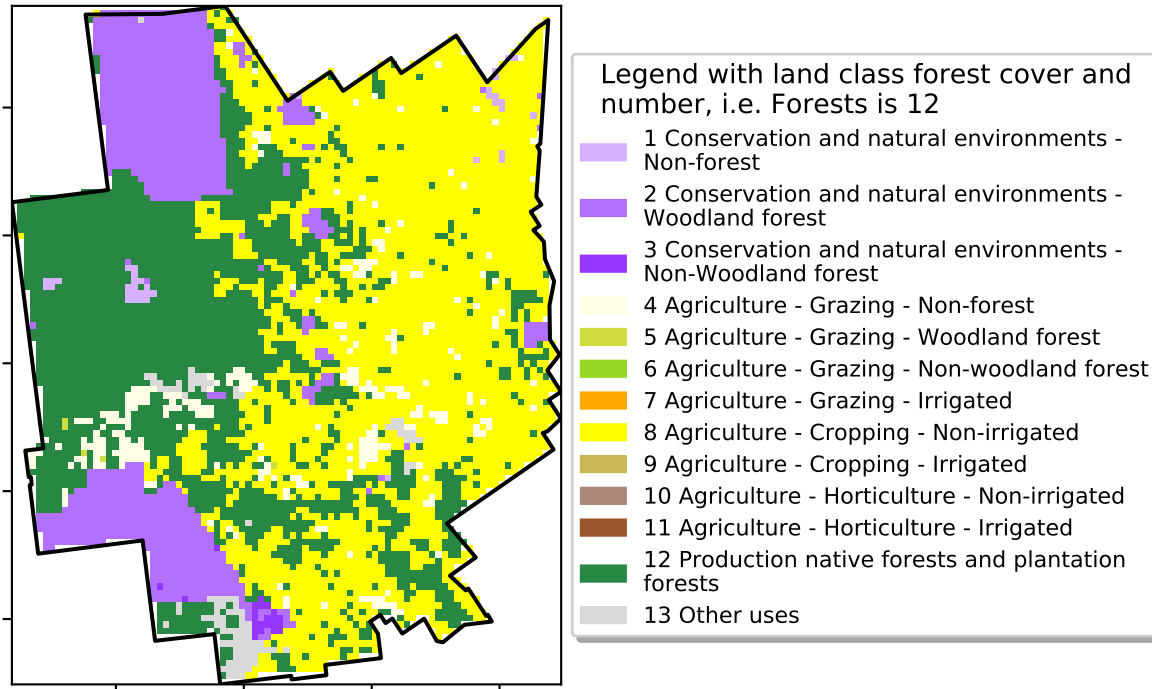 Legend with land class forest cover and
number, i.e. Forests is 12
1 Conservation and natural environments -
Non-forest
2 Conservation and natural environments -
Woodland forest
3 Conservation and natural environments -
Non-Woodland forest
4 Agriculture - Grazing - Non-forest
5 Agriculture - Grazing - Woodland forest
6 Agriculture - Grazing - Non-woodland forest
7 Agriculture - Grazing - Irrigated
8 Agriculture - Cropping - Non-irrigated
9 Agriculture - Cropping - Irrigated
10 Agriculture - Horticulture - Non-irrigated
11 Agriculture - Horticulture - Irrigated
12 Production native forests and plantation
forests
13 Other uses